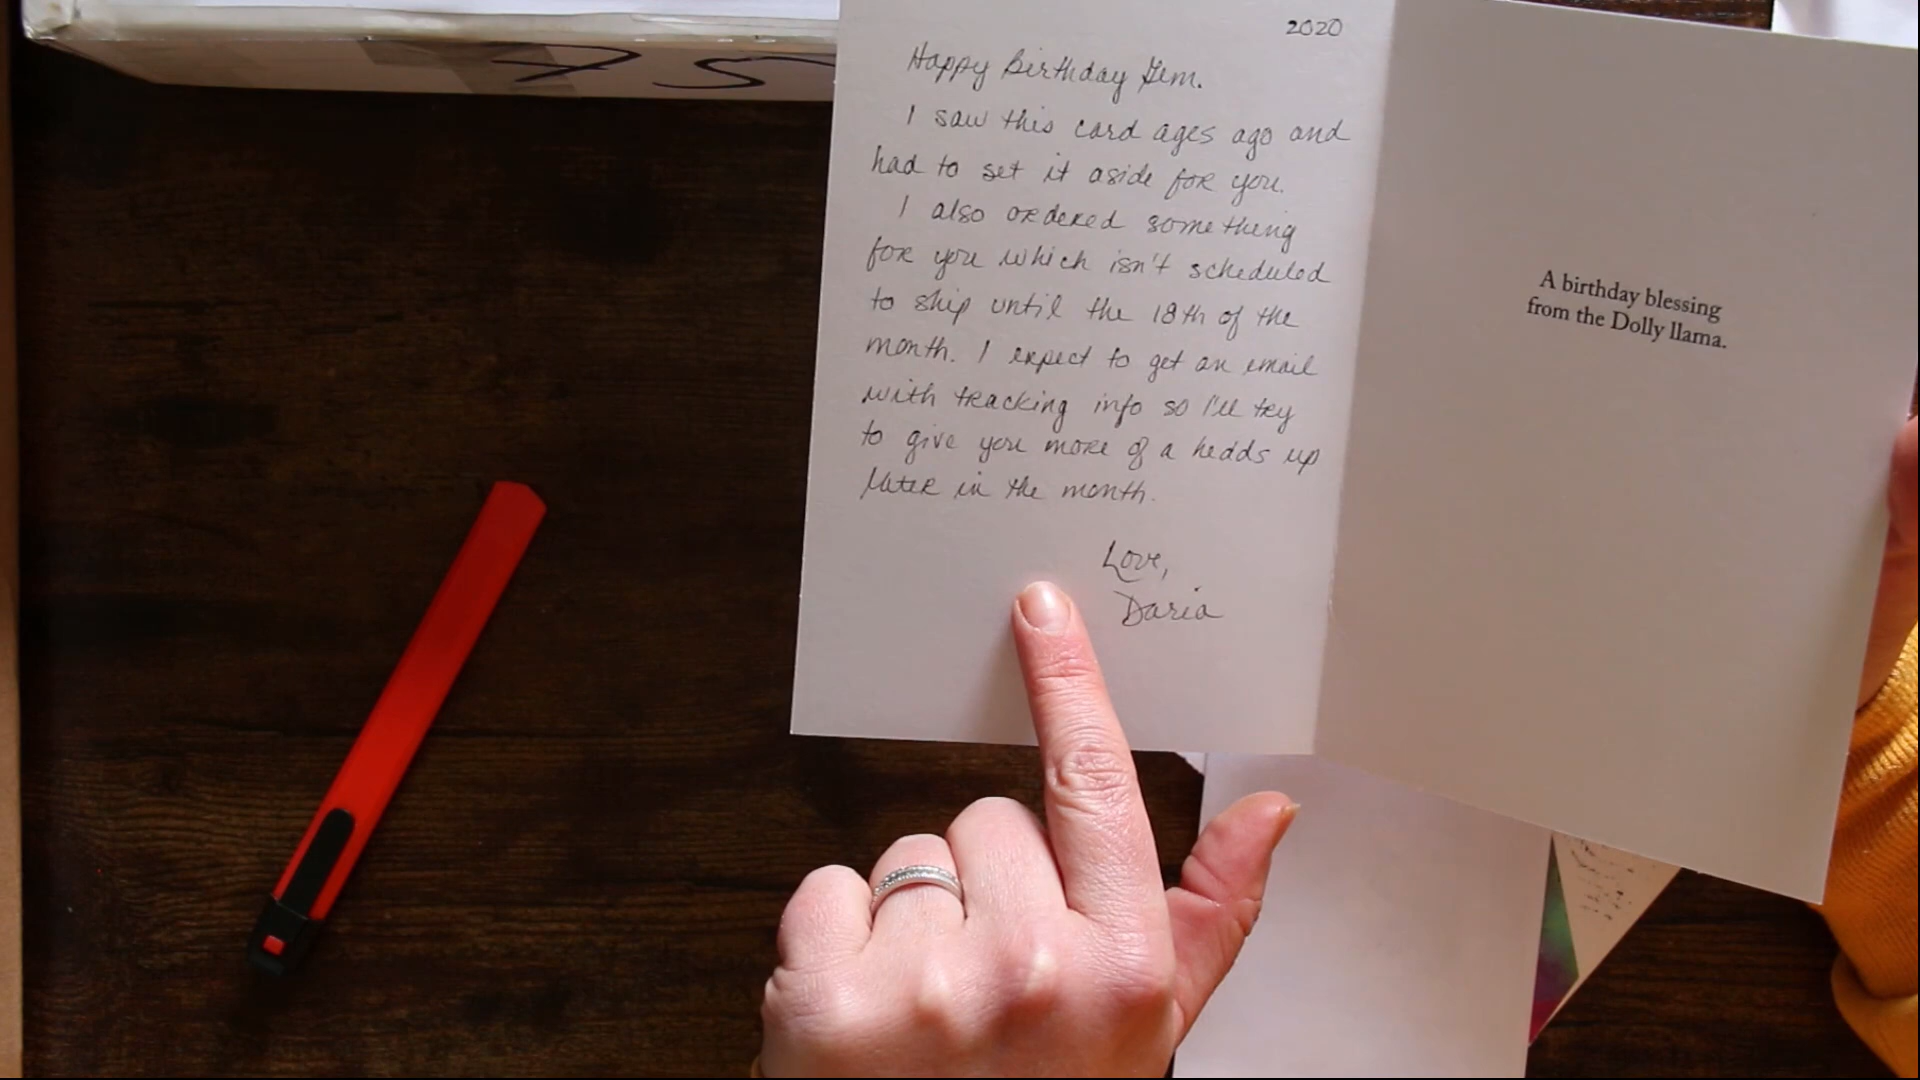 2020
Happy Birthday Gem.
I saw this card ages ago and
had to set it aside for you.
I also ordered something
for you which isn't scheduled
to ship until the 18th of the
month. I expect to get an email
with tracking info so I'll try
to give you more of a hedds up
later in the month.
Love,
Daria
A birthday blessing
from the Dolly llama.